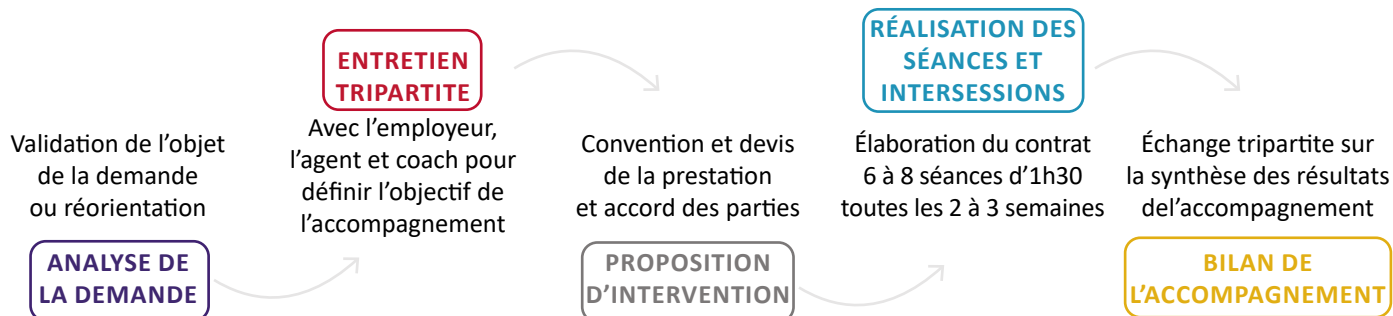 Validation de l’objet
de la demande
ou réorientation
ANALYSE DE
LA DEMANDE
ENTRETIEN
TRIPARTITE
Avec l’employeur,
l’agent et coach pour
définir l’objectif de
l’accompagnement
Convention et devis
de la prestation
et accord des parties
PROPOSITION
D’INTERVENTION
RÉALISATION DES
SÉANCES ET
INTERSESSIONS
Élaboration du contrat
6 à 8 séances d’1h30
toutes les 2 à 3 semaines
Échange tripartite sur
la synthèse des résultats
del’accompagnement
BILAN DE
L’ACCOMPAGNEMENT